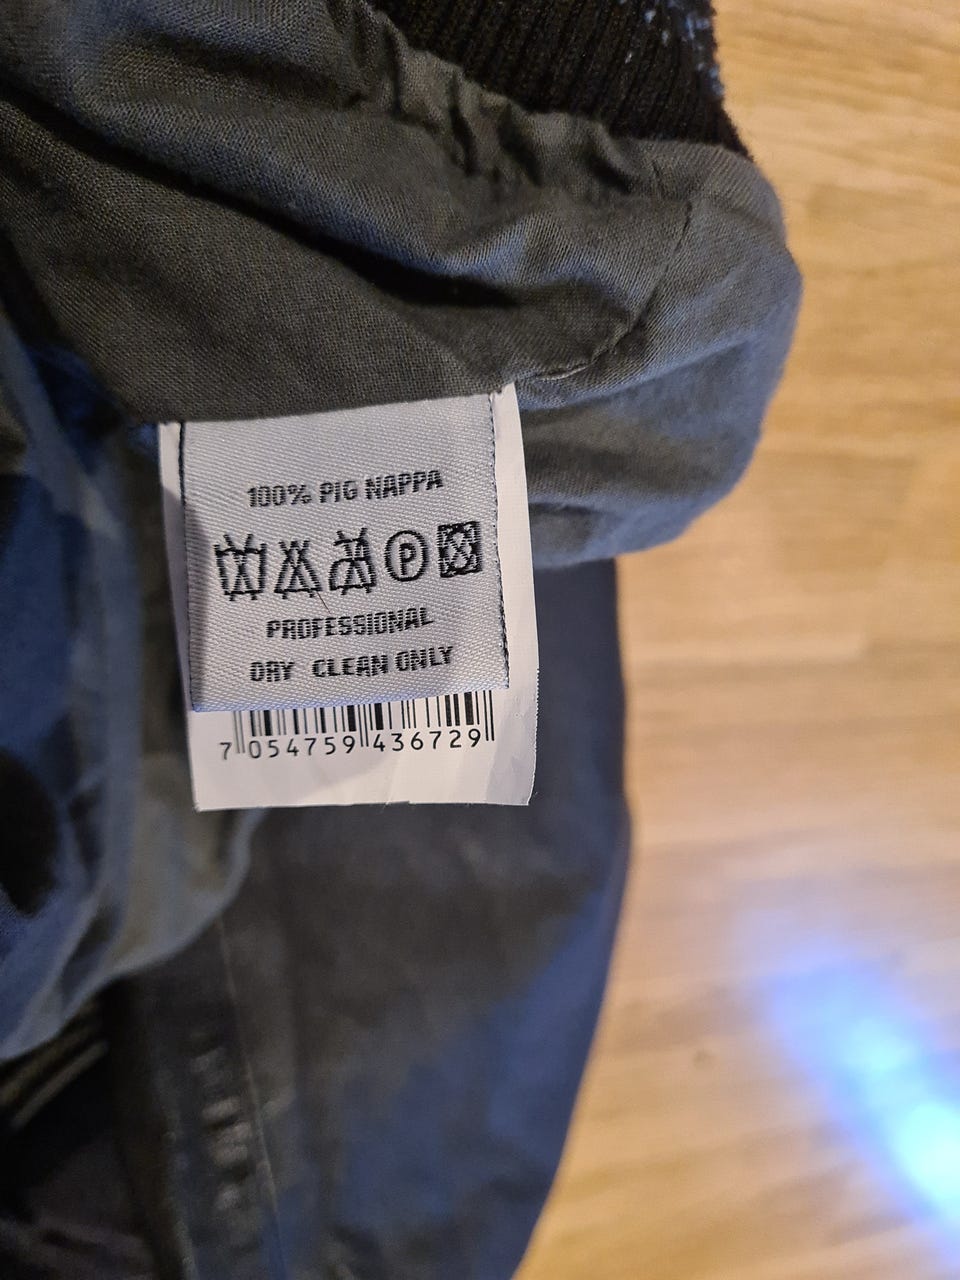 100% PIG NAPPA
P
PROFESSIONAL
DRY CLEAN ONLY
7 054759 436729